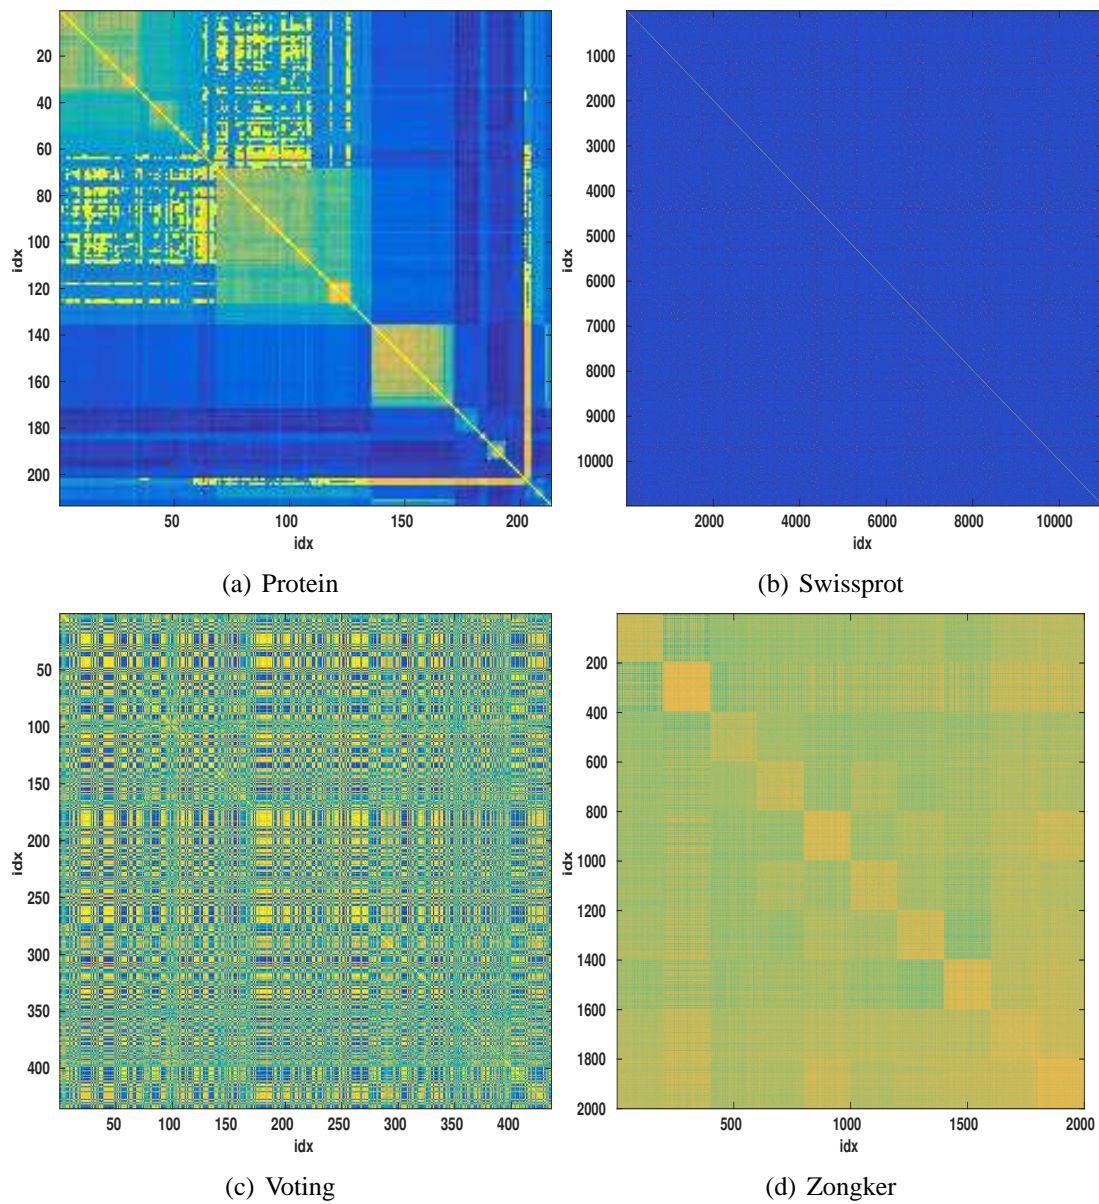 20
40
60
80
100
120
140
160
180
200
idx
50 100 150 200
idx
(a) Protein
1000
2000
3000
4000
5000
6000
7000
8000
9000
10000
idx
2000 4000 6000 8000 10000
idx
(b) Swissprot
50
100
150
200
250
300
350
400
idx
50 100 150 200 250 300 350 400
idx
(c) Voting
200
400
600
800
1000
1200
1400
1600
1800
2000
idx
500 1000 1500 2000
idx
(d) Zongker